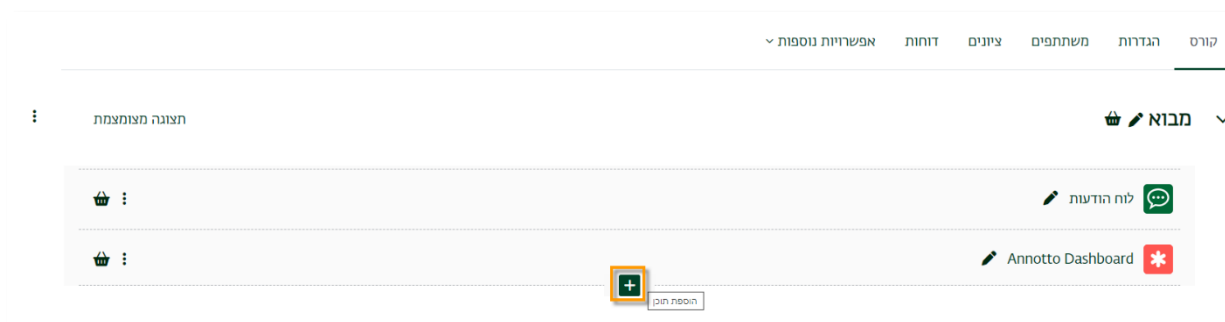 קורס הגדרות משתתפים ציונים דוחות אפשרויות נוספות
מבוא תצוגה מצומצמת
לוח הודעות
Annotto Dashboard
הוספת תוכן